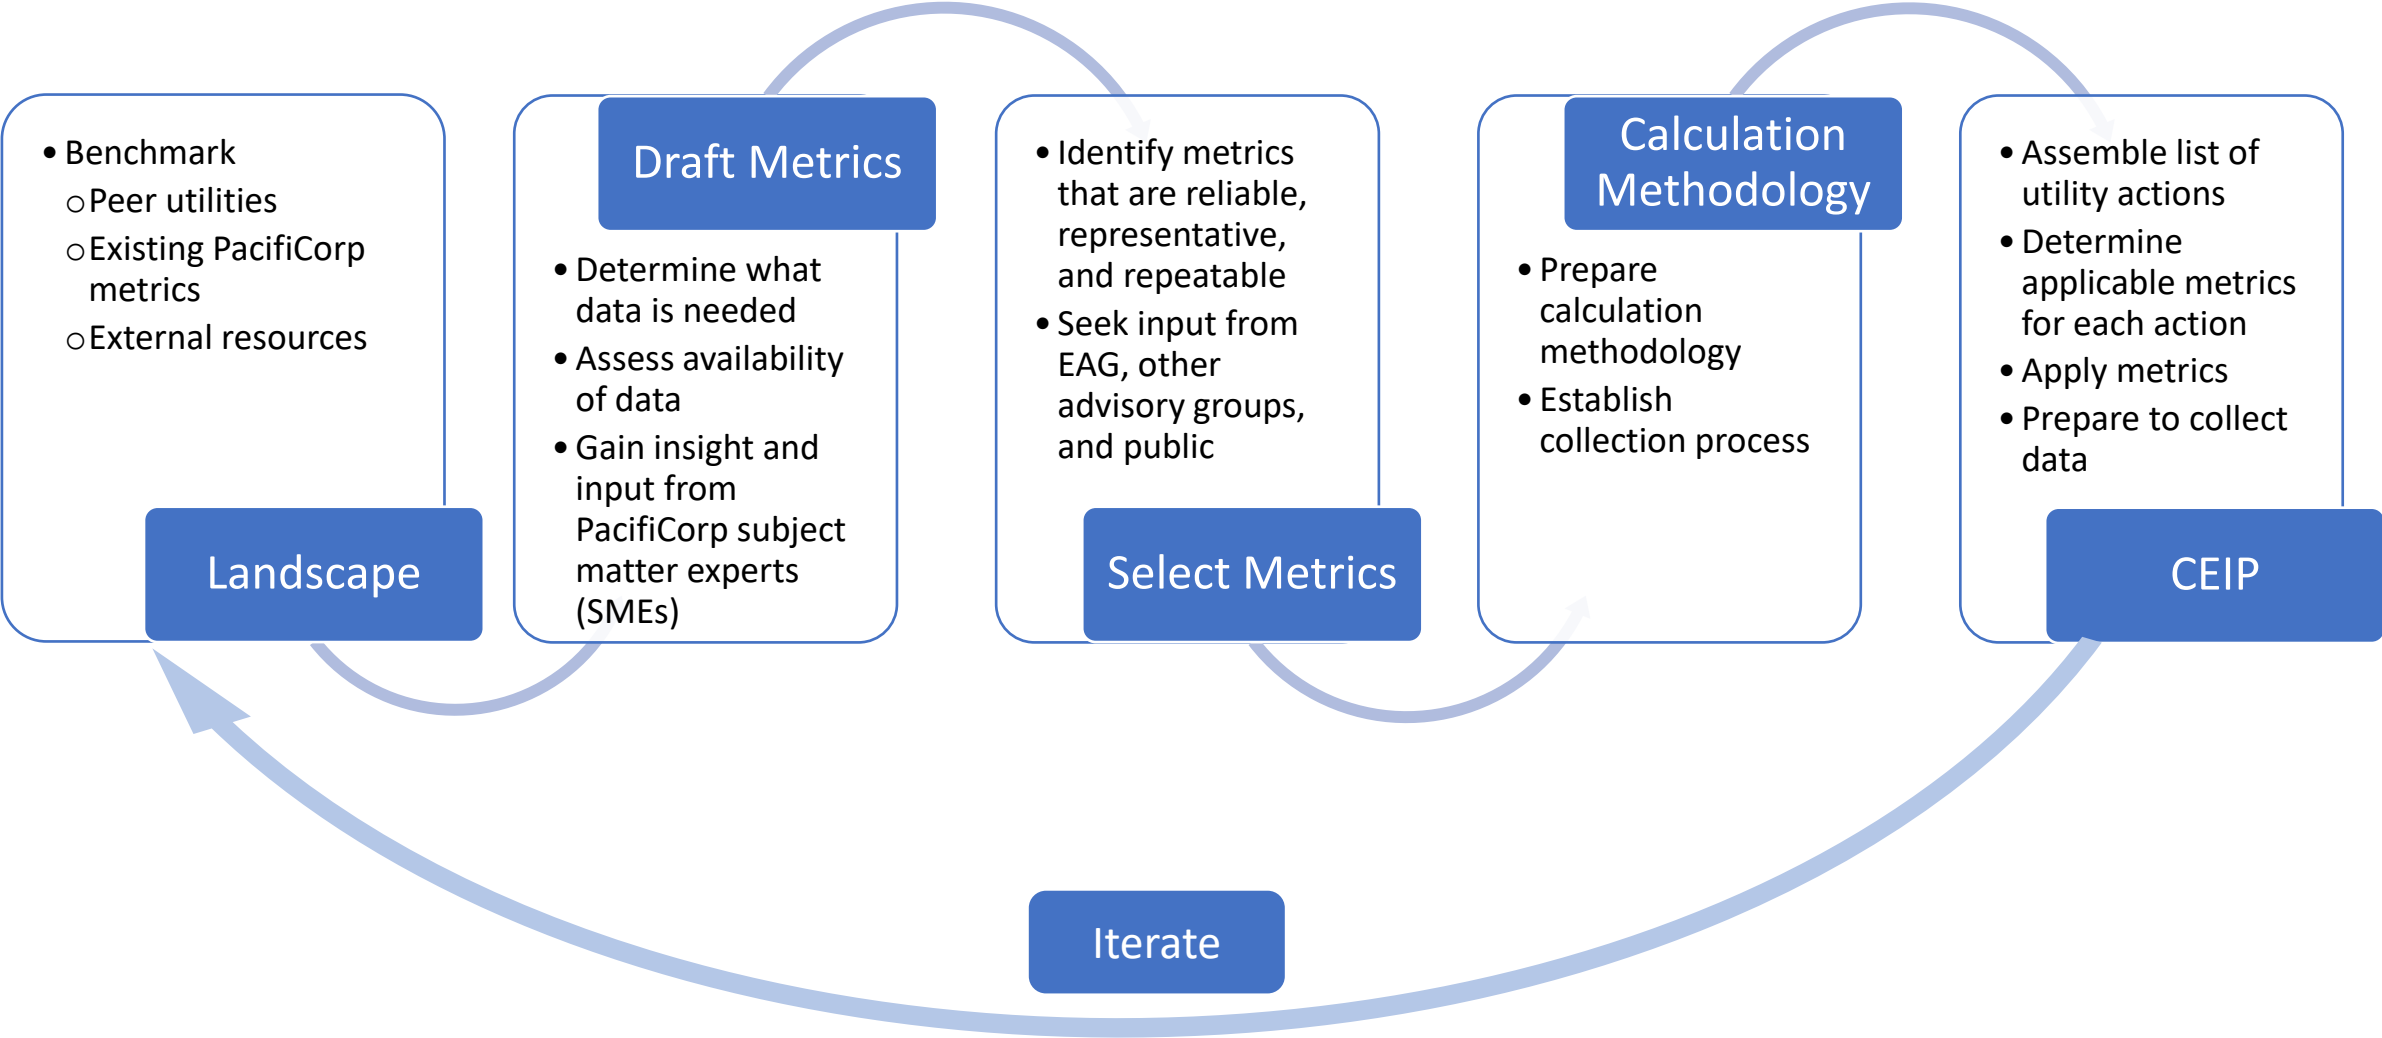 • Benchmark
o Peer utilities
o Existing PacifiCorp
metrics
o External resources
Landscape
Draft Metrics
• Determine what
data is needed
• Assess availability
of data
• Gain insight and
input from
PacifiCorp subject
matter experts
(SMEs)
• Identify metrics
that are reliable,
representative,
and repeatable
• Seek input from
EAG, other
advisory groups,
and public
Select Metrics
Calculation
Methodology
• Prepare
calculation
methodology
• Establish
collection process
• Assemble list of
utility actions
• Determine
applicable metrics
for each action
• Apply metrics
• Prepare to collect
data
CEIP
Iterate